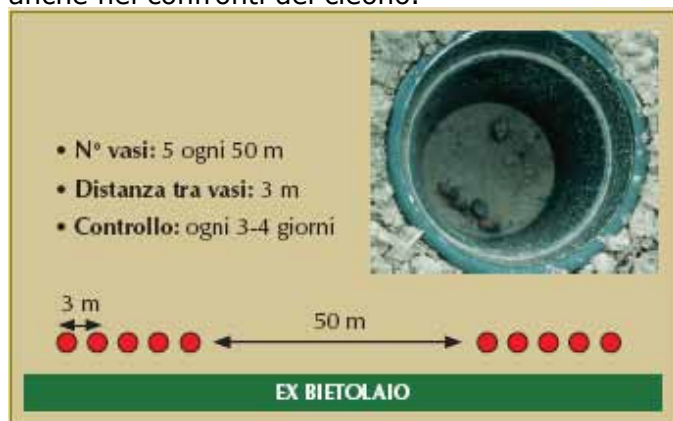 anche nei confronti del cleono.
• N° vasi: 5 ogni 50 m
• Distanza tra vasi: 3 m
• Controllo: ogni 3-4 giorni
3 m
50 m
EX BIETOLAIO